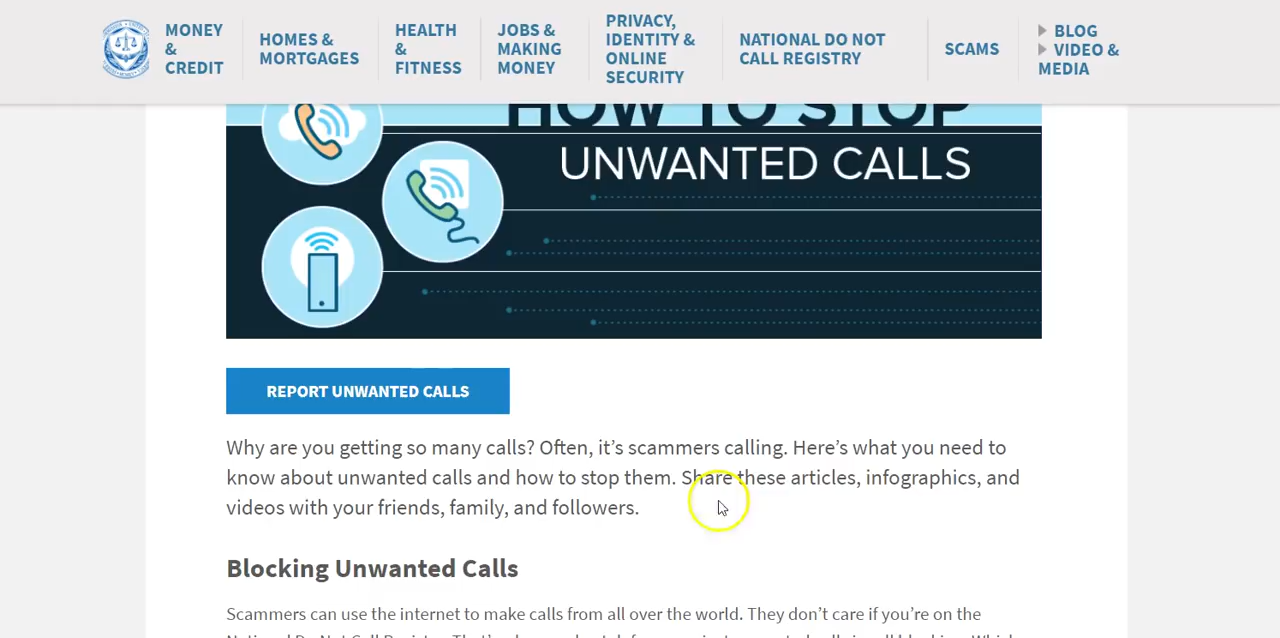 MONEY
&
CREDIT
HOMES &
MORTGAGES
HEALTH
&
FITNESS
JOBS &
MAKING
MONEY
PRIVACY,
IDENTITY &
ONLINE
SECURITY
NATIONAL DO NOT
CALL REGISTRY
SCAMS
BLOG
VIDEO &
MEDIA
HOW TO STOP
UNWANTED CALLS
REPORT UNWANTED CALLS
Why are you getting so many calls? Often, it’s scammers calling. Here’s what you need to
know about unwanted calls and how to stop them. Share these articles, infographics, and
videos with your friends, family, and followers.
Blocking Unwanted Calls
Scammers can use the internet to make calls from all over the world. They don’t care if you’re on the